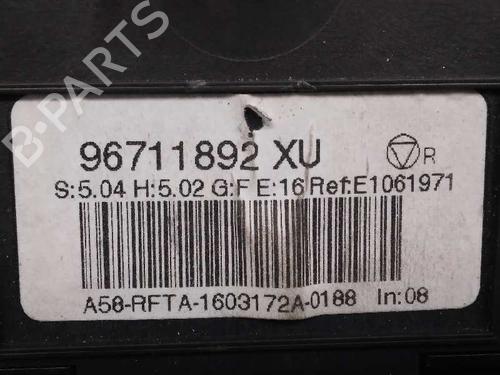 B-PARTS
96711892 XU R
S:5.04 H:5.02 G:F E:16 Ref:E1061971
A58-RFTA-1603172A-0188 In:08